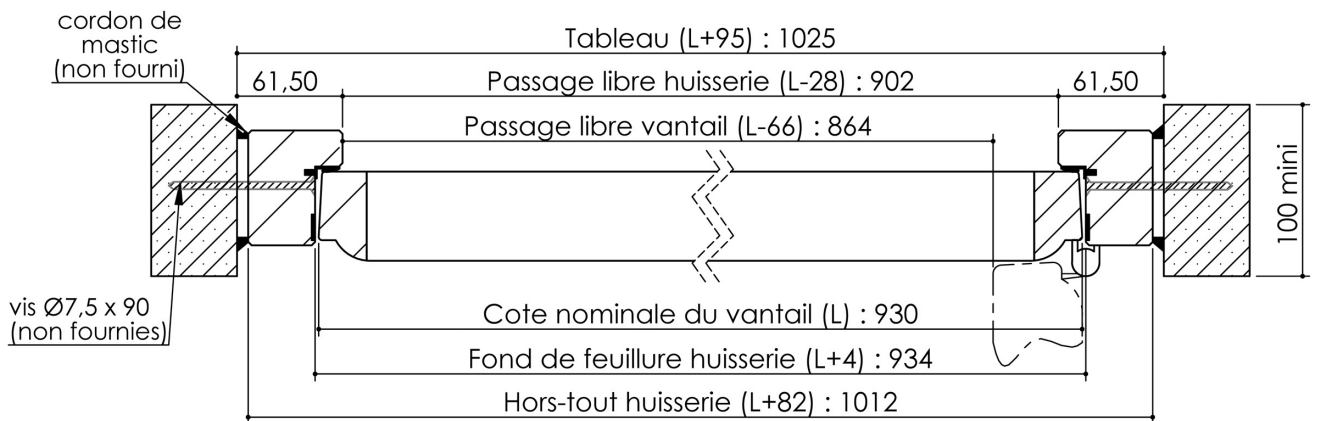 cordon de
mastic
(non fourni)
Tableau (L+95) : 1025
61,50
Passage libre huisserie (L-28) : 902
61,50
Passage libre vantail (L-66) : 864
100 mini
vis Ø7,5 x 90
(non fournies)
Cote nominale du vantail (L) : 930
Fond de feuillure huisserie (L+4) : 934
Hors-tout huisserie (L+82) : 1012